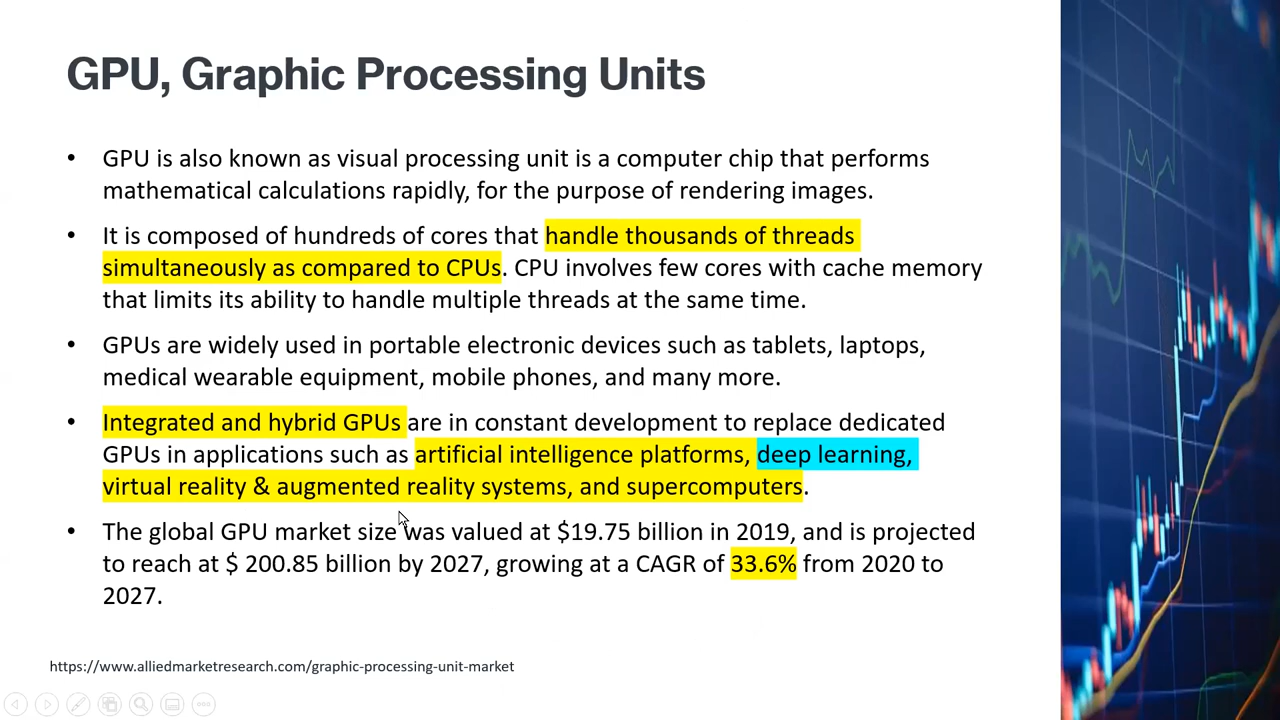 GPU, Graphic Processing Units
• GPU is also known as visual processing unit is a computer chip that performs
mathematical calculations rapidly, for the purpose of rendering images.
• It is composed of hundreds of cores that handle thousands of threads
simultaneously as compared to CPUs. CPU involves few cores with cache memory
that limits its ability to handle multiple threads at the same time.
• GPUs are widely used in portable electronic devices such as tablets, laptops,
medical wearable equipment, mobile phones, and many more.
• Integrated and hybrid GPUs are in constant development to replace dedicated
GPUs in applications such as artificial intelligence platforms, deep learning,
virtual reality & augmented reality systems, and supercomputers.
• The global GPU market size was valued at $19.75 billion in 2019, and is projected
to reach at $ 200.85 billion by 2027, growing at a CAGR of 33.6% from 2020 to
2027.
https://www.alliedmarketresearch.com/graphic-processing-unit-market